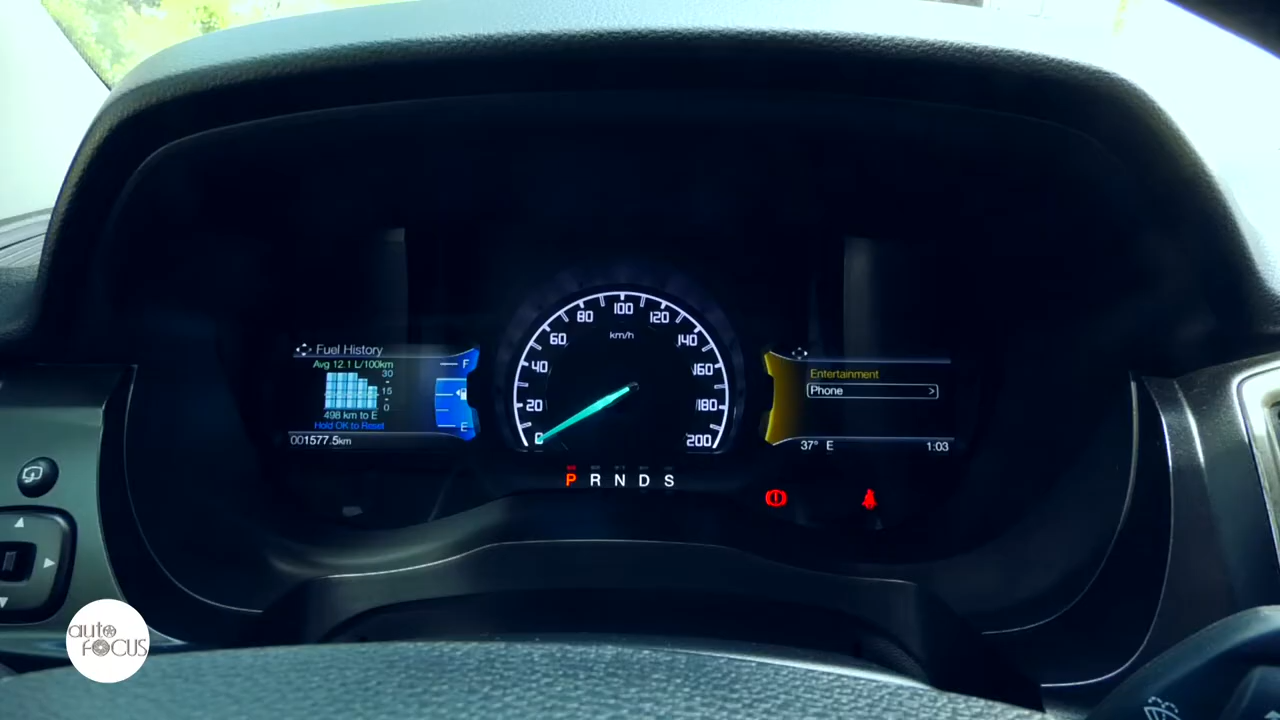 Fuel History
Avg 12.1 L/100km
30
15
0
498 km to E
Hold OK to Reset
001577.5km
F
E
0
20
40
60
80
100
120
140
160
180
200
km/h
P R N D S
Entertainment
Phone >
37° E 1:03
auto
FOCUS